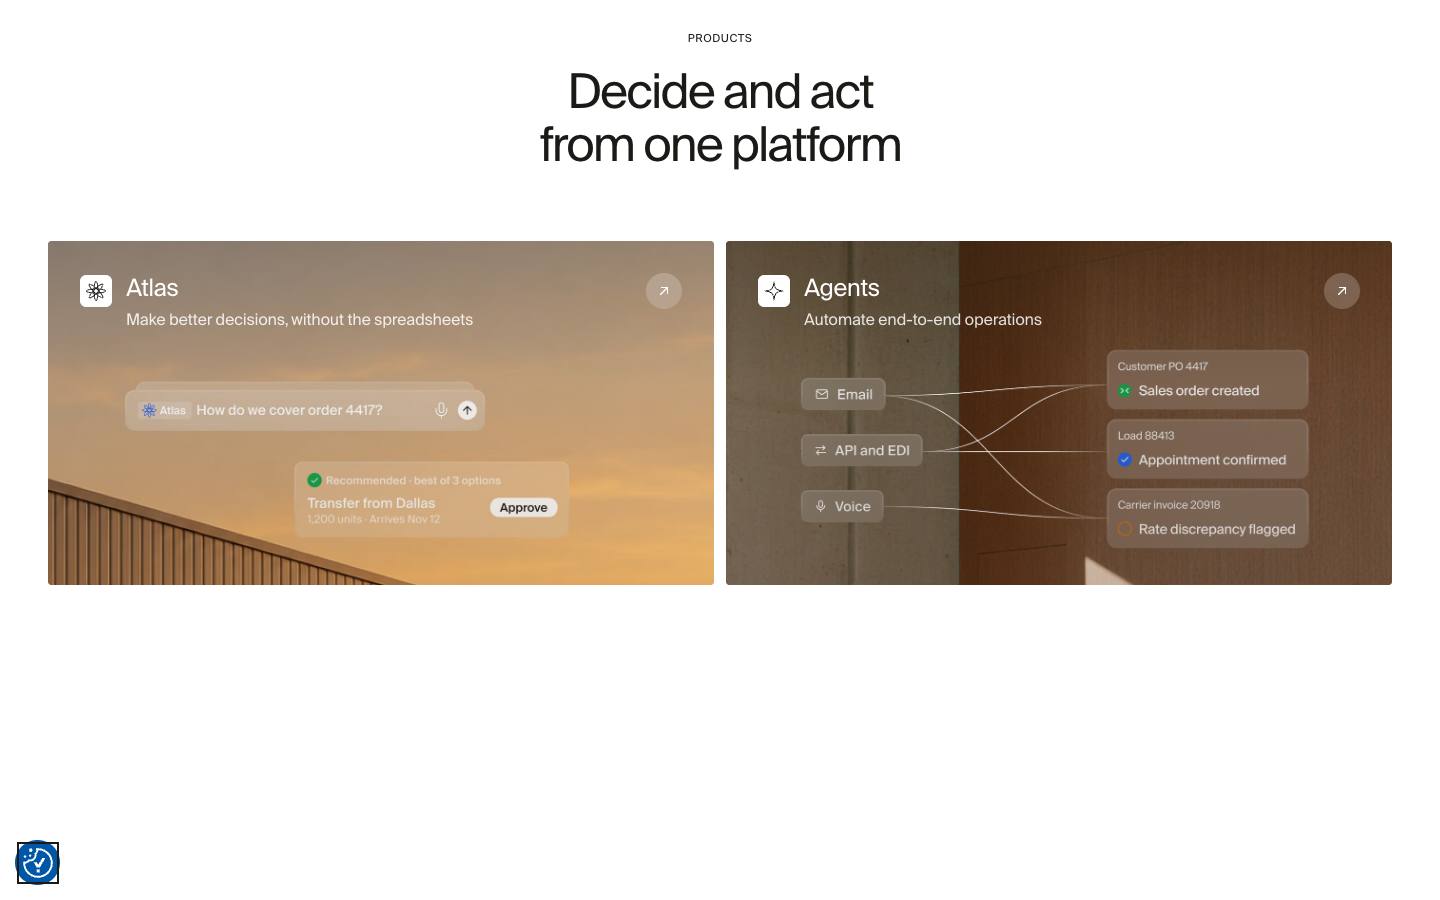 PRODUCTS
Decide and act
from one platform
Atlas
Make better decisions, without the spreadsheets
Atlas How do we cover order 4417?
Recommended · best of 3 options
Transfer from Dallas
1,200 units · Arrives Nov 12
Approve
Agents
Automate end-to-end operations
Email
API and EDI
Voice
Customer PO 4417
Sales order created
Load 88413
Appointment confirmed
Carrier invoice 20918
Rate discrepancy flagged